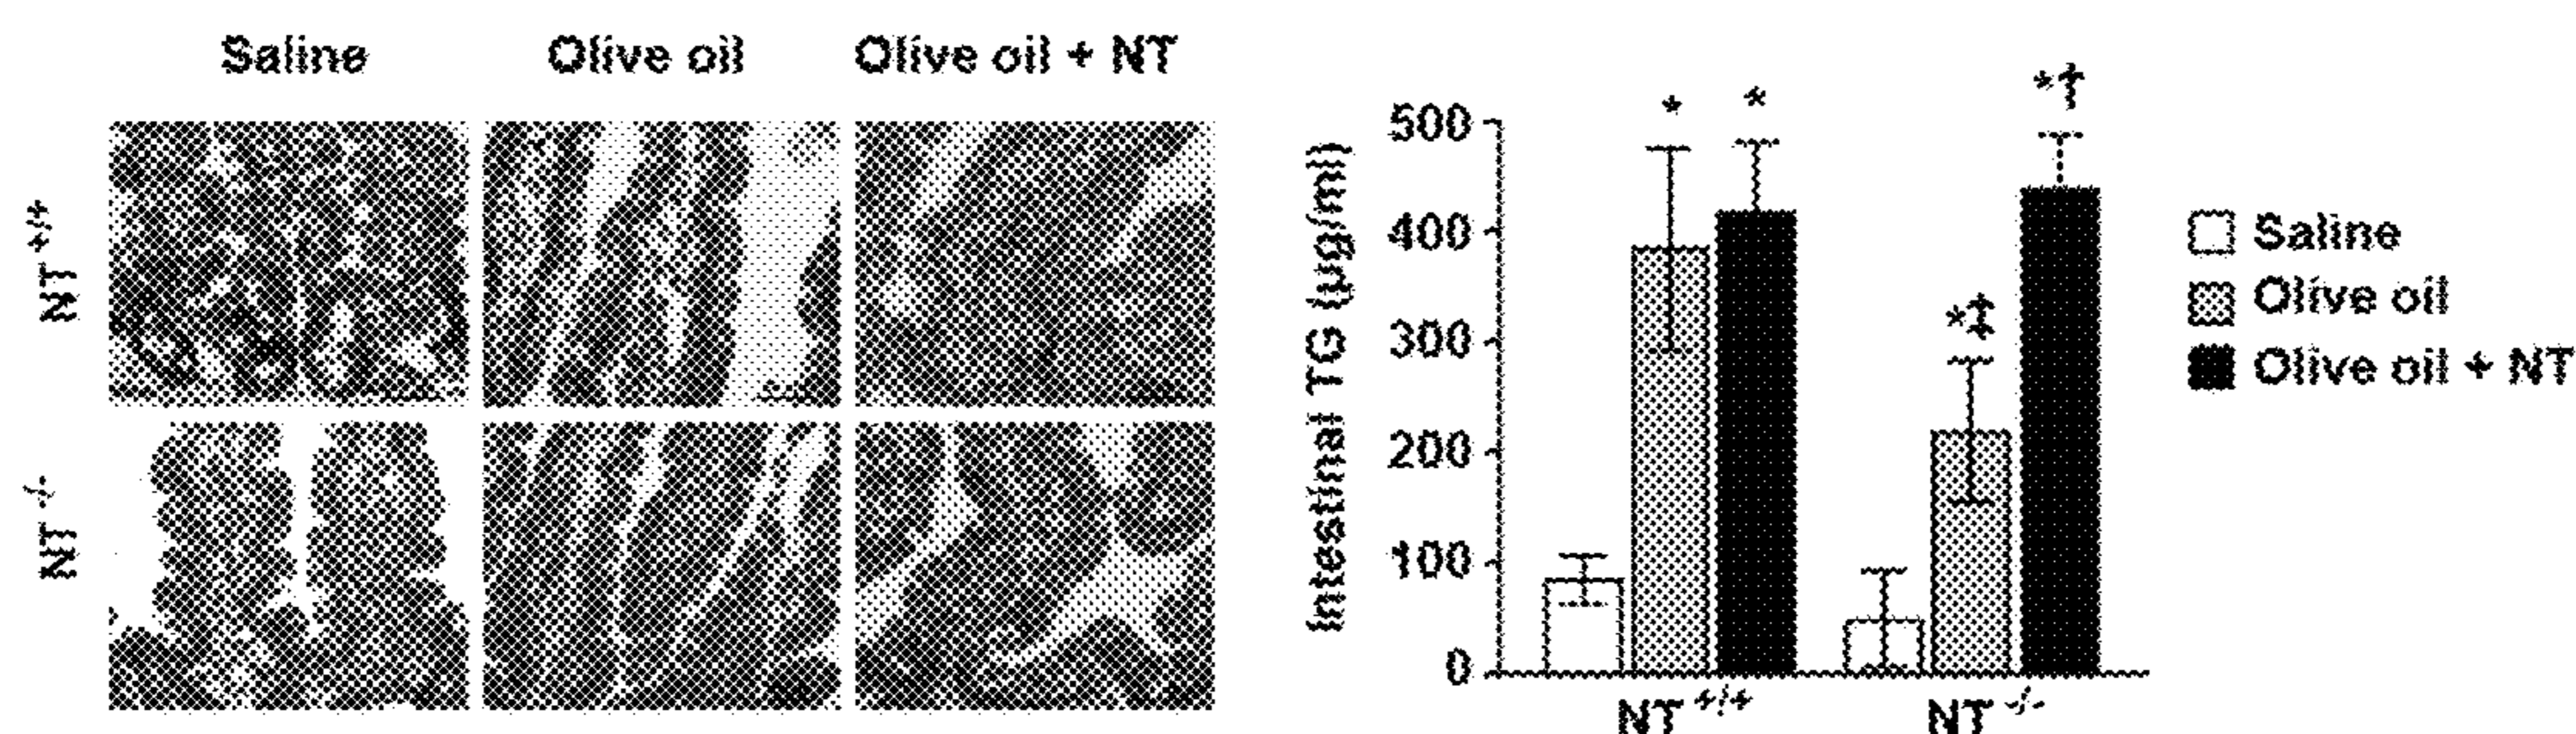 Saline Olive oil Olive oil + NT
NT +/+
NT -/-
Intestinal TG (µg/ml)
500
400
300
200
100
0
* *
*‡
*†
NT +/+ NT -/-
Saline
Olive oil
Olive oil + NT